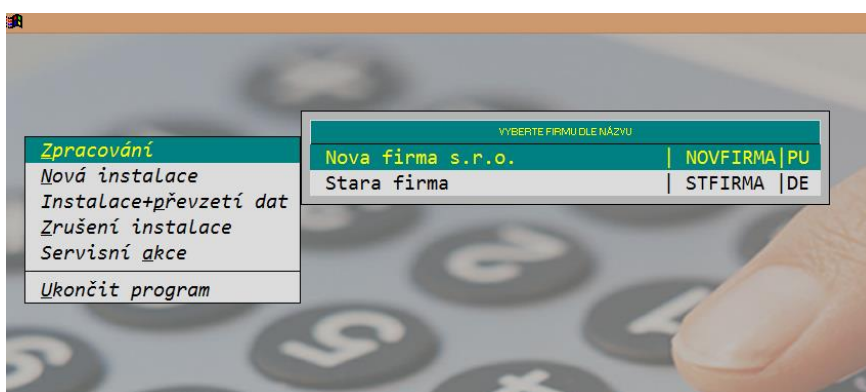 Zpracování
Nová instalace
Instalace+převzetí dat
Zrušení instalace
Servisní akce
Ukončit program
VYBERTE FIRMU DLE NÁZVU
Nova firma s.r.o. | NOVFIRMA|PU
Stara firma | STFIRMA |DE